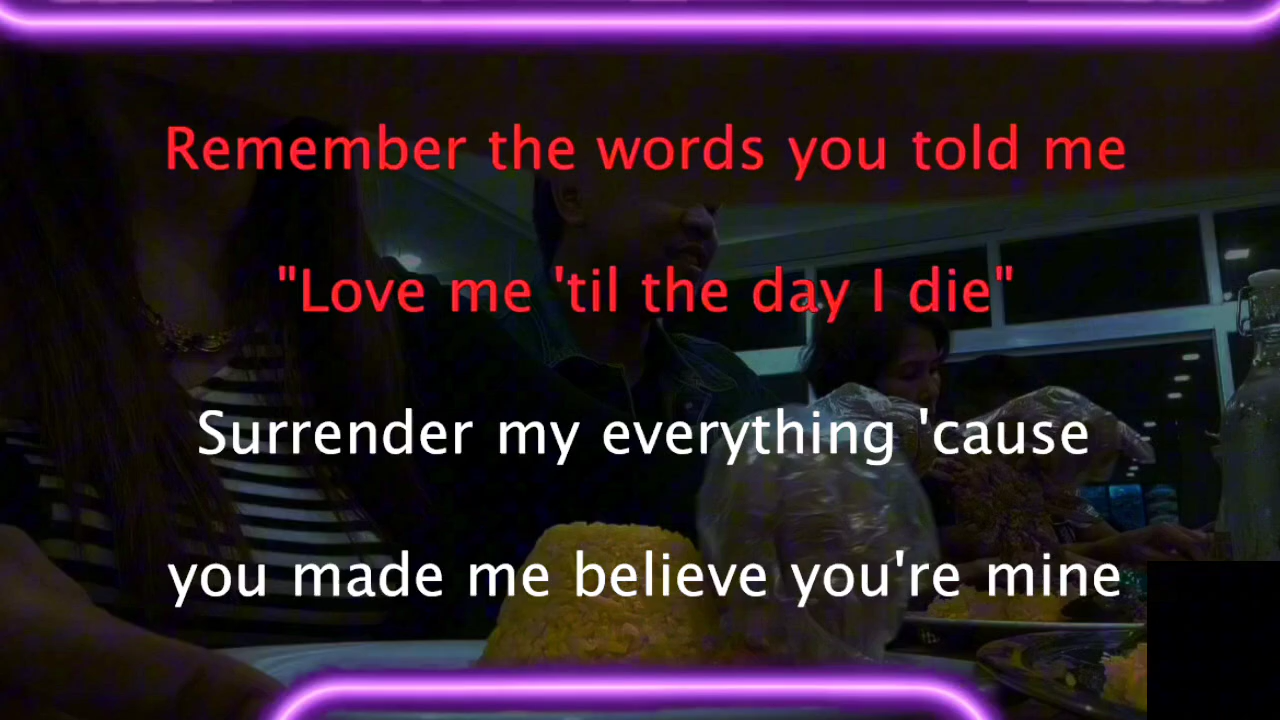 Remember the words you told me
"Love me 'til the day I die"
Surrender my everything 'cause
you made me believe you're mine